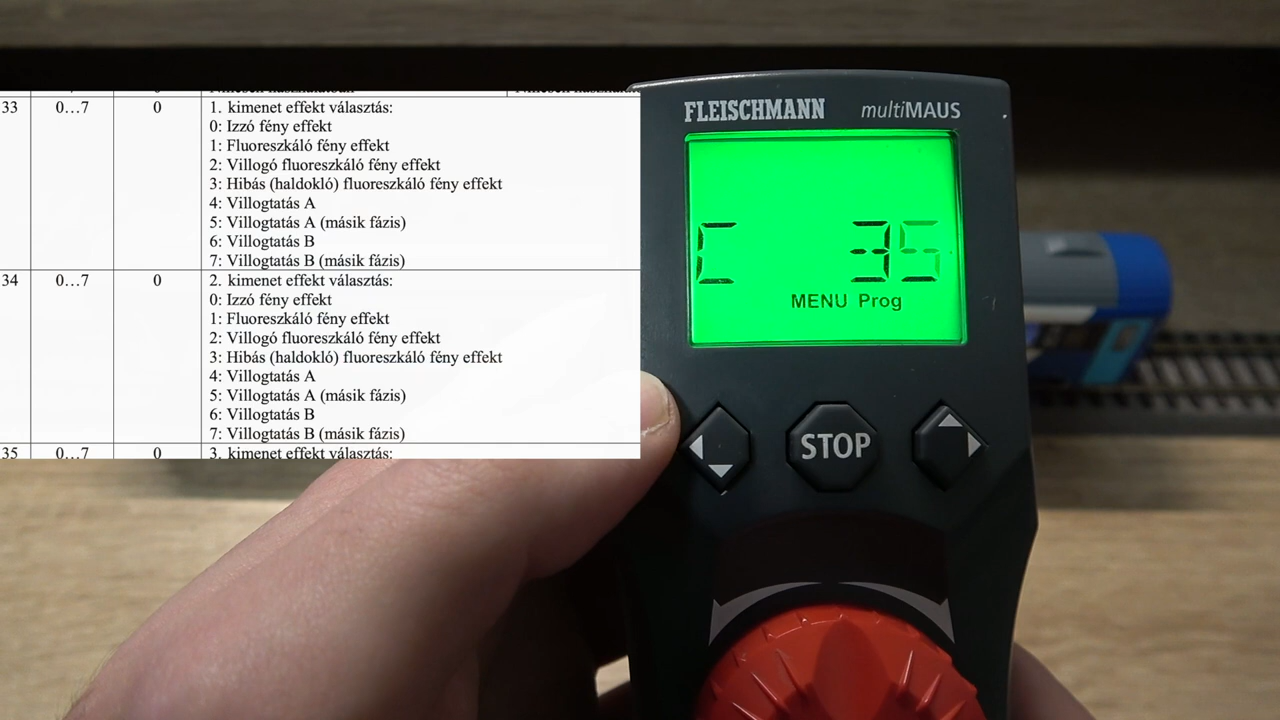 33 0…7 0 1. kimenet effekt választás:
0: Izzó fény effekt
1: Fluoreszkáló fény effekt
2: Villogó fluoreszkáló fény effekt
3: Hibás (haldokló) fluoreszkáló fény effekt
4: Villogtatás A
5: Villogtatás A (másik fázis)
6: Villogtatás B
7: Villogtatás B (másik fázis)
34 0…7 0 2. kimenet effekt választás:
0: Izzó fény effekt
1: Fluoreszkáló fény effekt
2: Villogó fluoreszkáló fény effekt
3: Hibás (haldokló) fluoreszkáló fény effekt
4: Villogtatás A
5: Villogtatás A (másik fázis)
6: Villogtatás B
7: Villogtatás B (másik fázis)
35 0…7 0 3. kimenet effekt választás:
FLEISCHMANN multiMAUS
C 35
MENU Prog
STOP